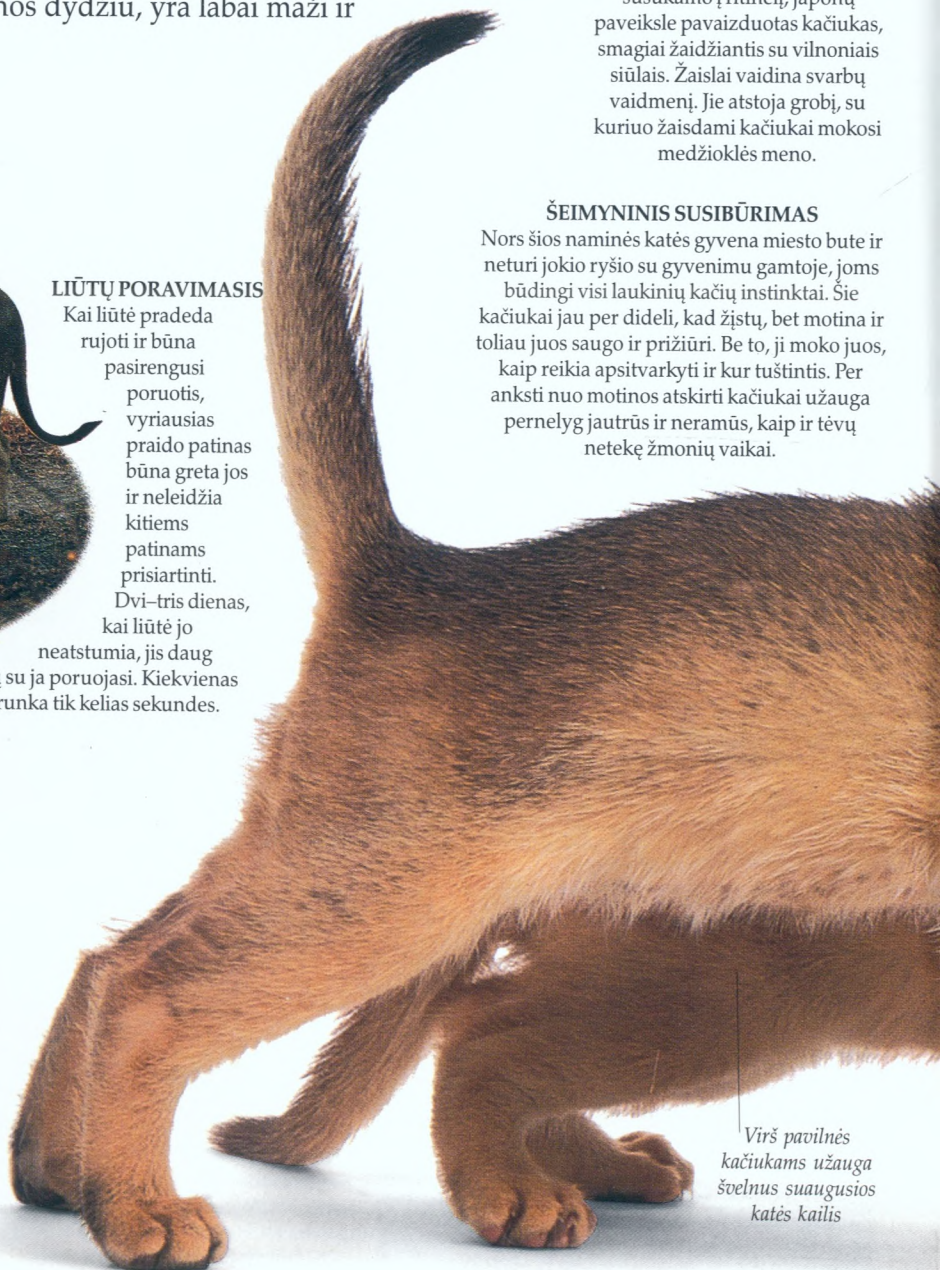 dydžiu, yra labai maži ir
paveiksle pavaizduotas kačiukas,
smagiai žaidžiantis su vilnoniais
siūlais. Žaislai vaidina svarbų
vaidmenį. Jie atstoja grobį, su
kuriuo žaisdami kačiukai mokosi
medžioklės meno.
ŠEIMYNINIS SUSIBŪRIMAS
Nors šios naminės katės gyvena miesto bute ir
neturi jokio ryšio su gyvenimu gamtoje, joms
būdingi visi laukinių kačių instinktai. Šie
kačiukai jau per dideli, kad žįstų, bet motina ir
toliau juos saugo ir prižiūri. Be to, ji moko juos,
kaip reikia apsitvarkyti ir kur tuštintis. Per
anksti nuo motinos atskirti kačiukai užauga
pernelyg jautrūs ir neramūs, kaip ir tėvų
netekę žmonių vaikai.
LIŪTŲ PORAVIMASIS
Kai liūtė pradeda
rujoti ir būna
pasirengusi
poruotis,
vyriausias
praido patinas
būna greta jos
ir neleidžia
kitiems
patinams
prisiartinti.
Dvi–tris dienas,
kai liūtė jo
neatstumia, jis daug
su ja poruojasi. Kiekvienas
tik kelias sekundes.
Virš pavilnės
kačiukams užauga
švelnus suaugusios
katės kailis